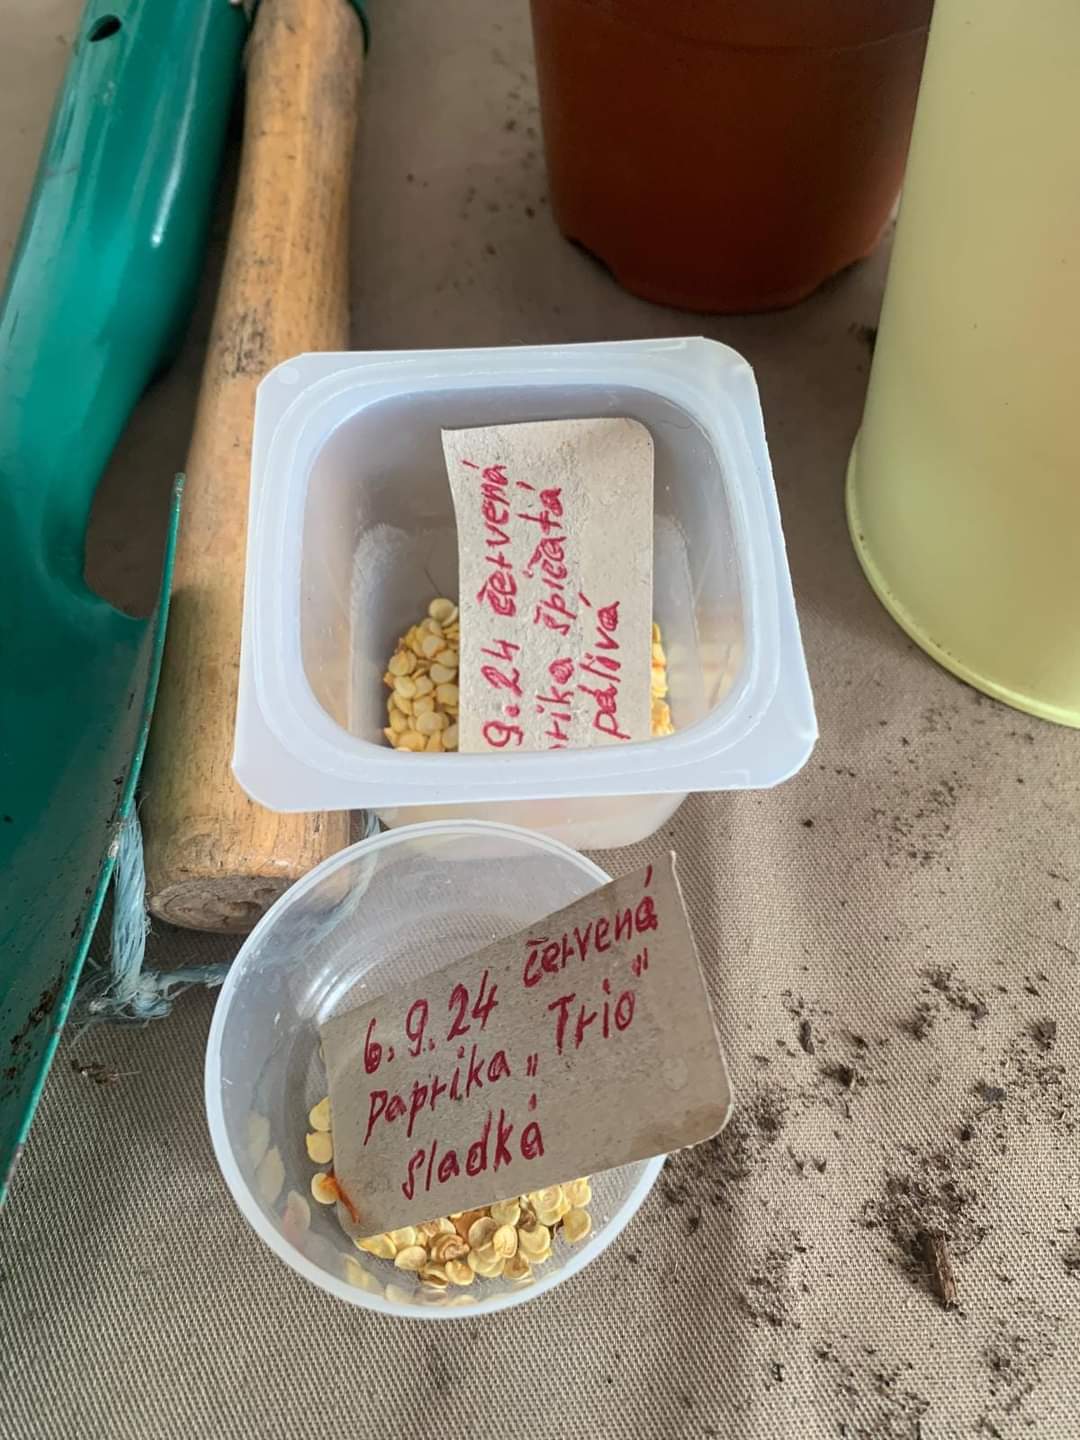 9.24 červená
rika špičatá
pálivá
6.9.24 červená
Paprika „Trio"
sladká